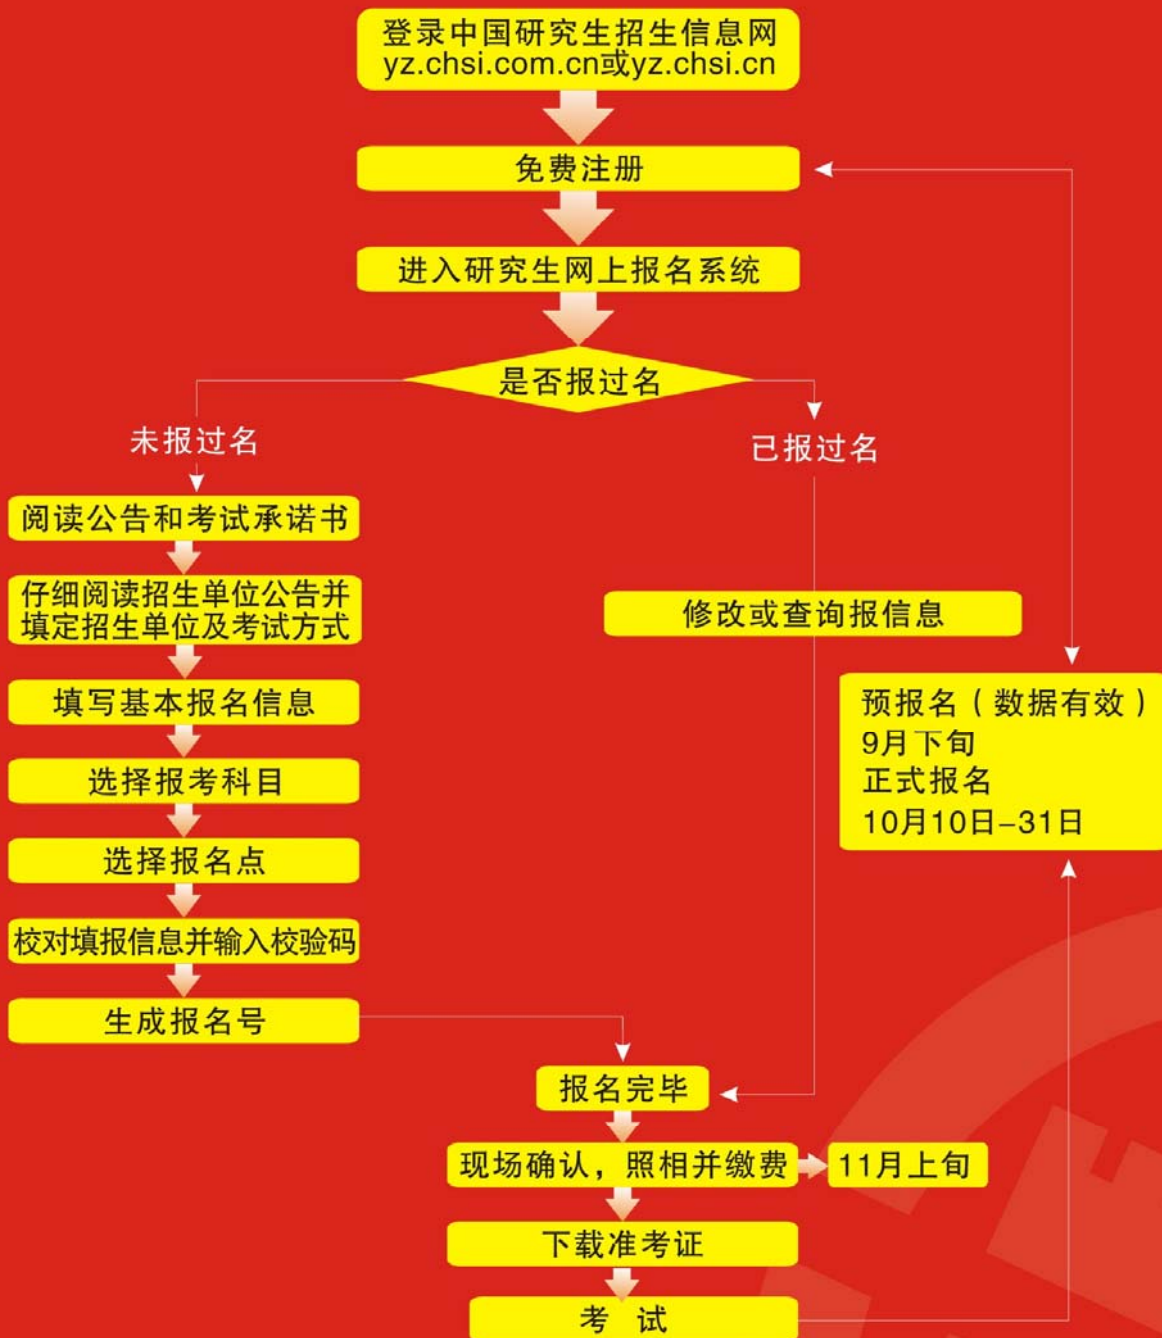 登录中国研究生招生信息网
yz.chsi.com.cn或yz.chsi.cn
免费注册
进入研究生网上报名系统
是否报过名
未报过名
已报过名
阅读公告和考试承诺书
仔细阅读招生单位公告并
填定招生单位及考试方式
填写基本报名信息
选择报考科目
选择报名点
校对填报信息并输入校验码
生成报名号
修改或查询报信息
预报名（数据有效）
9月下旬
正式报名
10月10日–31日
报名完毕
现场确认，照相并缴费
11月上旬
下载准考证
考 试